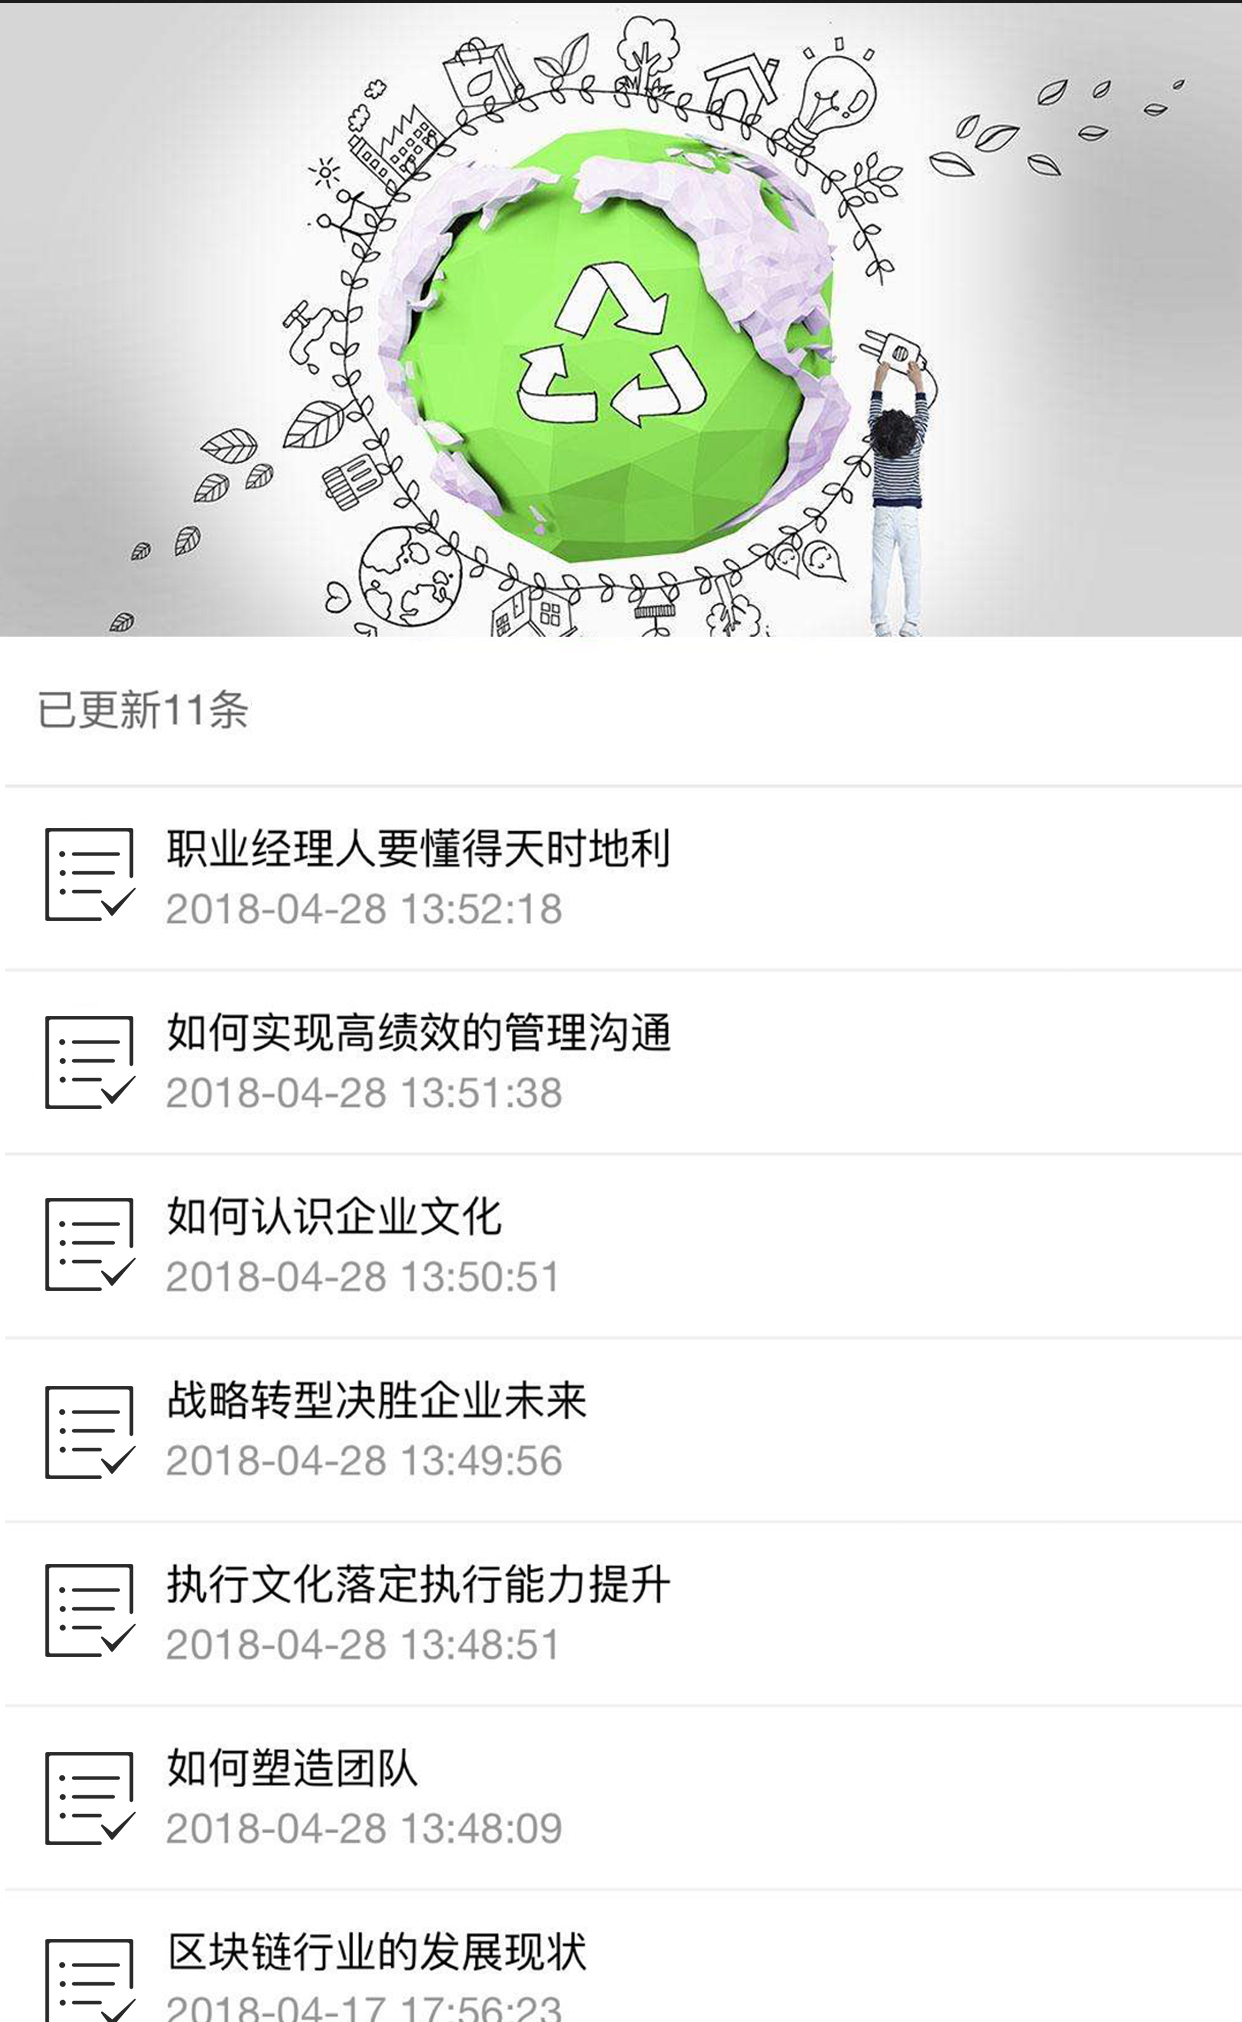 已更新11条
职业经理人要懂得天时地利
2018-04-28 13:52:18
如何实现高绩效的管理沟通
2018-04-28 13:51:38
如何认识企业文化
2018-04-28 13:50:51
战略转型决胜企业未来
2018-04-28 13:49:56
执行文化落定执行能力提升
2018-04-28 13:48:51
如何塑造团队
2018-04-28 13:48:09
区块链行业的发展现状
2018-04-17 17:56:23